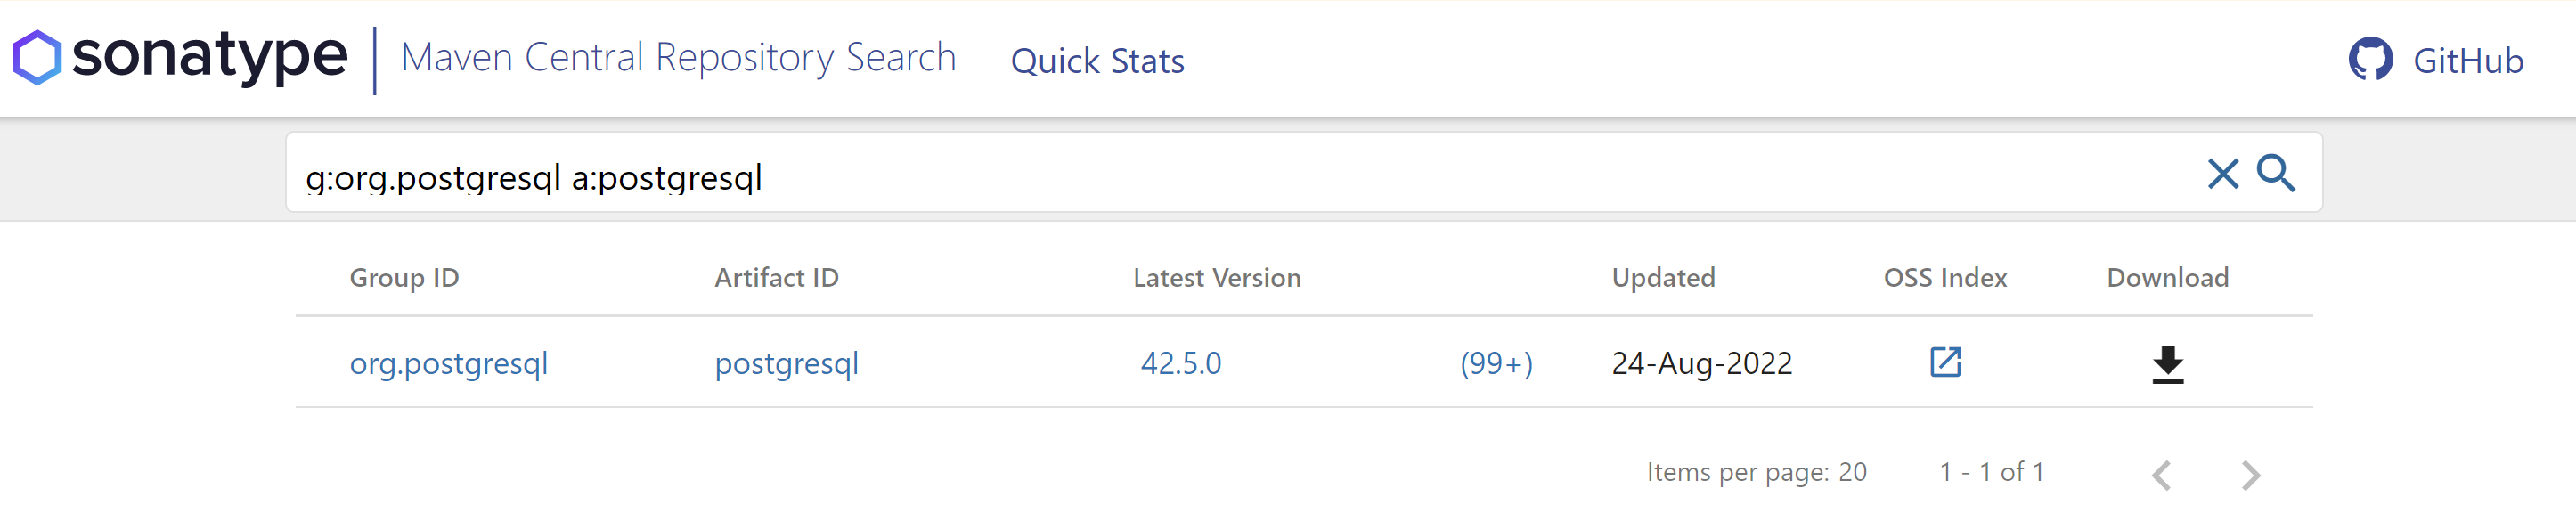 sonatype Maven Central Repository Search Quick Stats GitHub
g:org.postgresql a:postgresql
Group ID Artifact ID Latest Version Updated OSS Index Download
org.postgresql postgresql 42.5.0 (99+) 24-Aug-2022
Items per page: 20 1 - 1 of 1